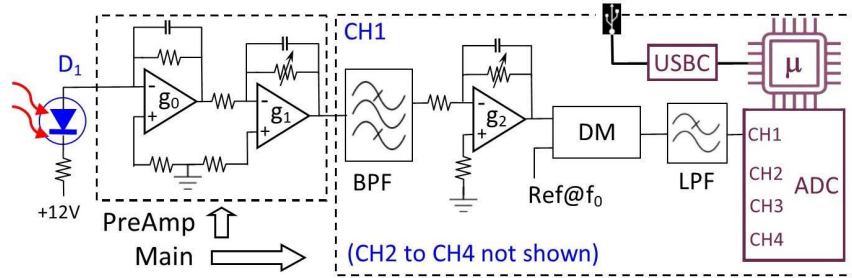 CH1
D1
g0
g1
g2
BPF
DM
Ref@f0
LPF
USBC
μ
CH1
CH2
CH3
CH4
ADC
+12V
PreAmp
Main
(CH2 to CH4 not shown)